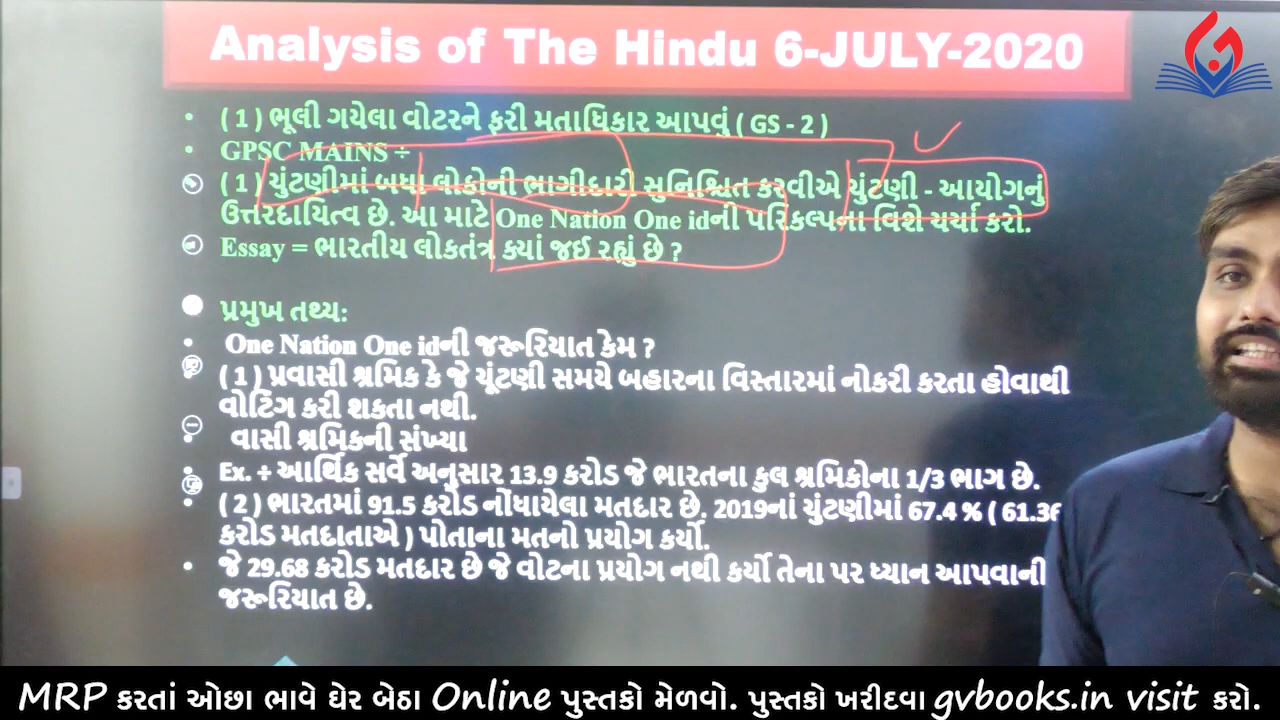 Analysis of The Hindu 6-JULY-2020
( 1 ) ભૂલી ગયેલા વોટરને ફરી મતાધિકાર આપવું ( GS - 2 )
GPSC MAINS ÷
( 1 ) ચુંટણીમાં બધા લોકોની ભાગીદારી સુનિશ્ચિત કરવીએ ચુંટણી - આયોગનું
ઉત્તરદાયિત્વ છે. આ માટે One Nation One idની પરિકલ્પના વિશે ચર્ચા કરો.
Essay = ભારતીય લોકતંત્ર ક્યાં જઈ રહ્યું છે ?
પ્રમુખ તથ્ય:
One Nation One idની જરૂરિયાત કેમ ?
( 1 ) પ્રવાસી શ્રમિક કે જે ચૂંટણી સમયે બહારના વિસ્તારમાં નોકરી કરતા હોવાથી
વોટિંગ કરી શકતા નથી.
વાસી શ્રમિકની સંખ્યા
Ex. ÷ આર્થિક સર્વે અનુસાર 13.9 કરોડ જે ભારતના કુલ શ્રમિકોના 1/3 ભાગ છે.
( 2 ) ભારતમાં 91.5 કરોડ નોંધાયેલા મતદાર છે. 2019નાં ચુંટણીમાં 67.4 % ( 61.36
કરોડ મતદાતાએ ) પોતાના મતનો પ્રયોગ કર્યો.
જે 29.68 કરોડ મતદાર છે જે વોટના પ્રયોગ નથી કર્યો તેના પર ધ્યાન આપવાની
જરૂરિયાત છે.
MRP કરતાં ઓછા ભાવે ઘેર બેઠા Online પુસ્તકો મેળવો. પુસ્તકો ખરીદવા gvbooks.in visit કરો.